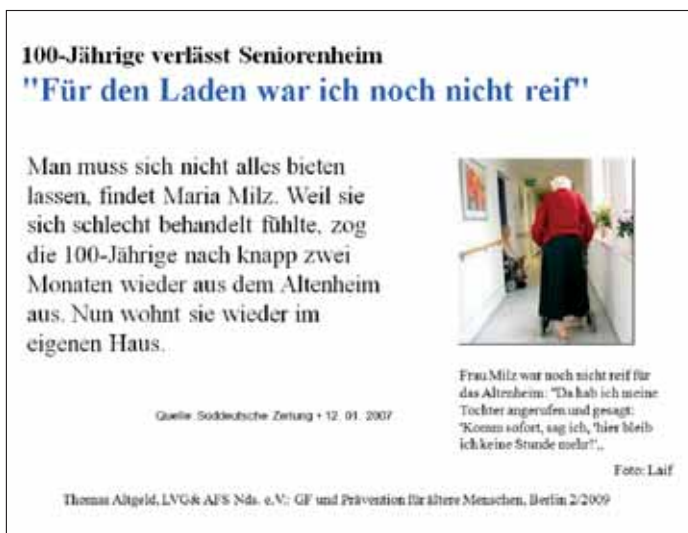 100-Jährige verlässt Seniorenheim
"Für den Laden war ich noch nicht reif"
Man muss sich nicht alles bieten
lassen, findet Maria Milz. Weil sie
sich schlecht behandelt fühlte, zog
die 100-Jährige nach knapp zwei
Monaten wieder aus dem Altenheim
aus. Nun wohnt sie wieder im
eigenen Haus.
Quelle: Süddeutsche Zeitung • 12. 01. 2007
Frau Milz war noch nicht reif für
das Altenheim: "Da hab ich meine
Tochter angerufen und gesagt:
'Komm sofort, sag ich, 'hier bleib
ich keine Stunde mehr!',,
Foto: Laif
Thomas Altgeld, LVG & AFS Nds. e.V.: GF und Prävention für ältere Menschen, Berlin 2/2009